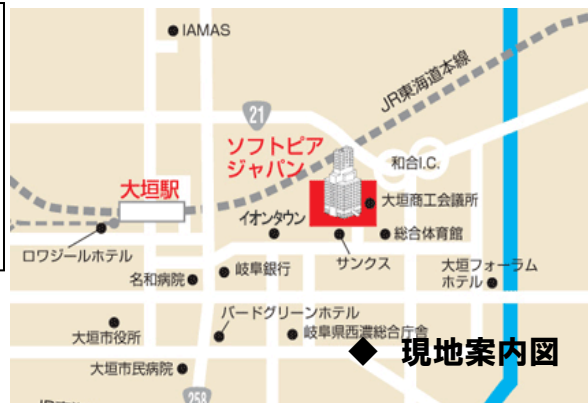 IAMAS
JR東海道本線
21
ソフトピア
ジャパン
和合I.C.
大垣駅
大垣商工会議所
イオンタウン
総合体育館
ロワジールホテル
サンクス
大垣フォーラム
ホテル
岐阜銀行
名和病院
バードグリーンホテル
大垣市役所
岐阜県西濃総合庁舎
◆ 現地案内図
大垣市民病院
258